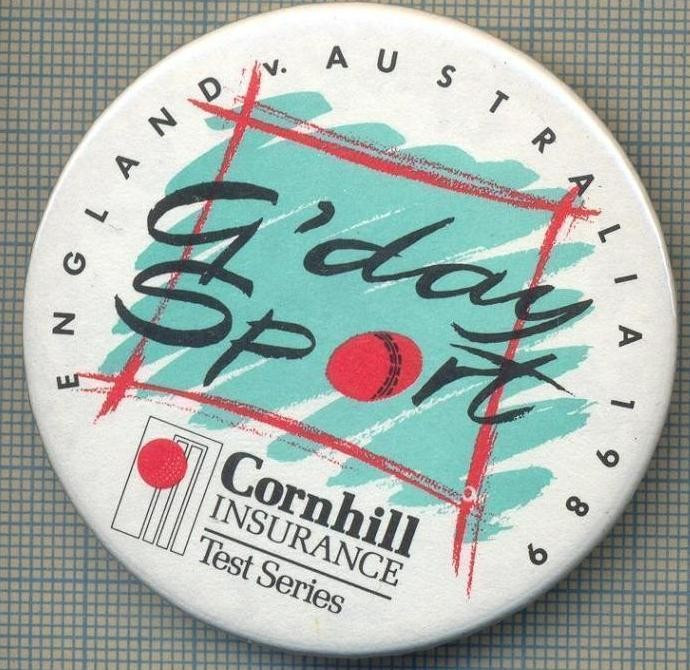 ENGLAND v. AUSTRALIA 1989
G'day
Sport
Cornhill
INSURANCE
Test Series